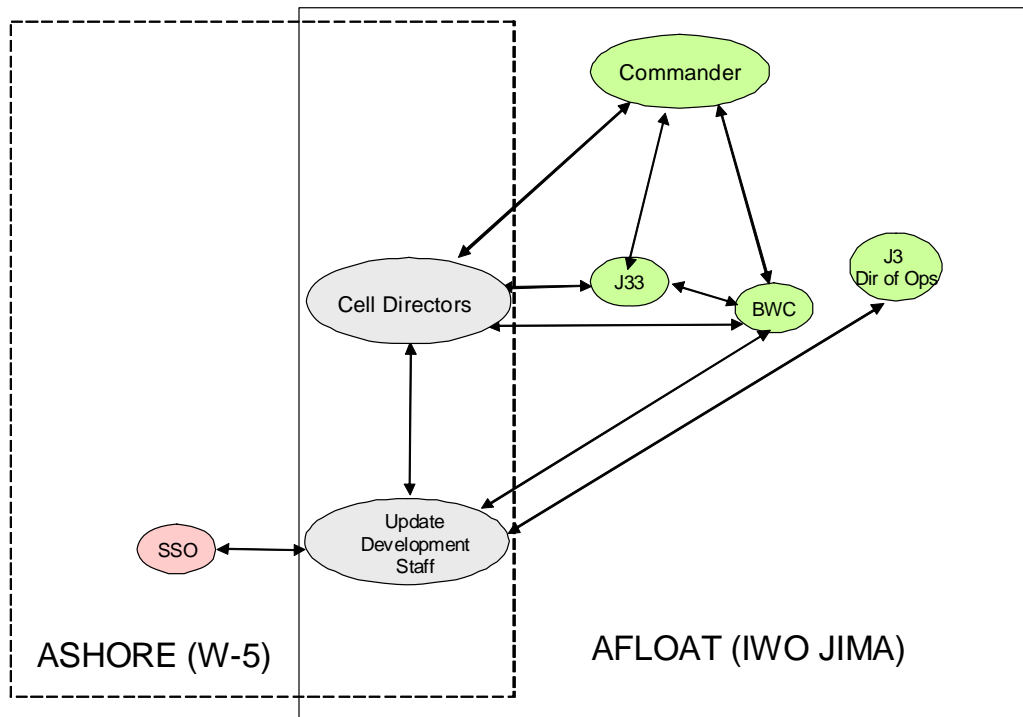 Commander
J3
Dir of Ops
J33
Cell Directors
BWC
Update
Development
Staff
SSO
ASHORE (W-5)
AFLOAT (IWO JIMA)